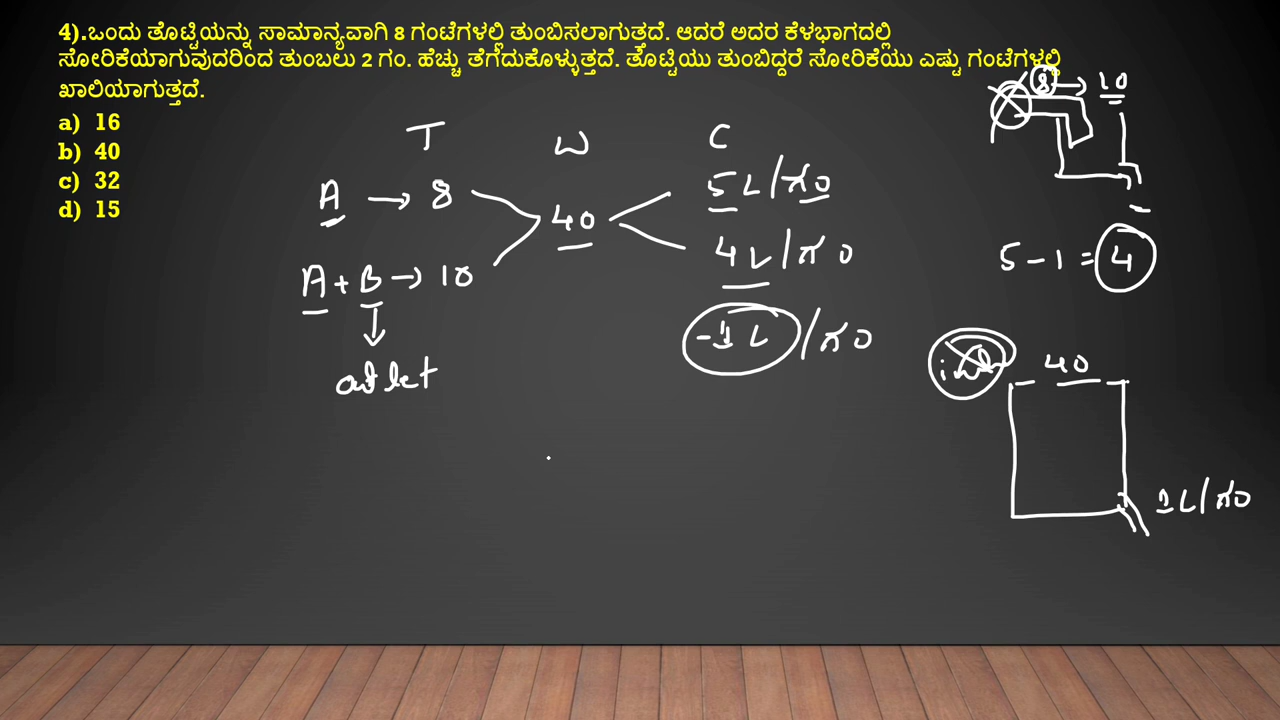 4).ಒಂದು ತೊಟ್ಟಿಯನ್ನು ಸಾಮಾನ್ಯವಾಗಿ 8 ಗಂಟೆಗಳಲ್ಲಿ ತುಂಬಿಸಲಾಗುತ್ತದೆ. ಆದರೆ ಅದರ ಕೆಳಭಾಗದಲ್ಲಿ
ಸೋರಿಕೆಯಾಗುವುದರಿಂದ ತುಂಬಲು 2 ಗಂ. ಹೆಚ್ಚು ತೆಗೆದುಕೊಳ್ಳುತ್ತದೆ. ತೊಟ್ಟಿಯು ತುಂಬಿದ್ದರೆ ಸೋರಿಕೆಯು ಎಷ್ಟು ಗಂಟೆಗಳಲ್ಲಿ
ಖಾಲಿಯಾಗುತ್ತದೆ.
a) 16
b) 40
c) 32
d) 15
T W C
A → 8 40 5L/ಗಂ
A + B → 10 4L/ಗಂ
-1L/ಗಂ
outlet
8 → 10
5 - 1 = 4
40
1L/ಗಂ